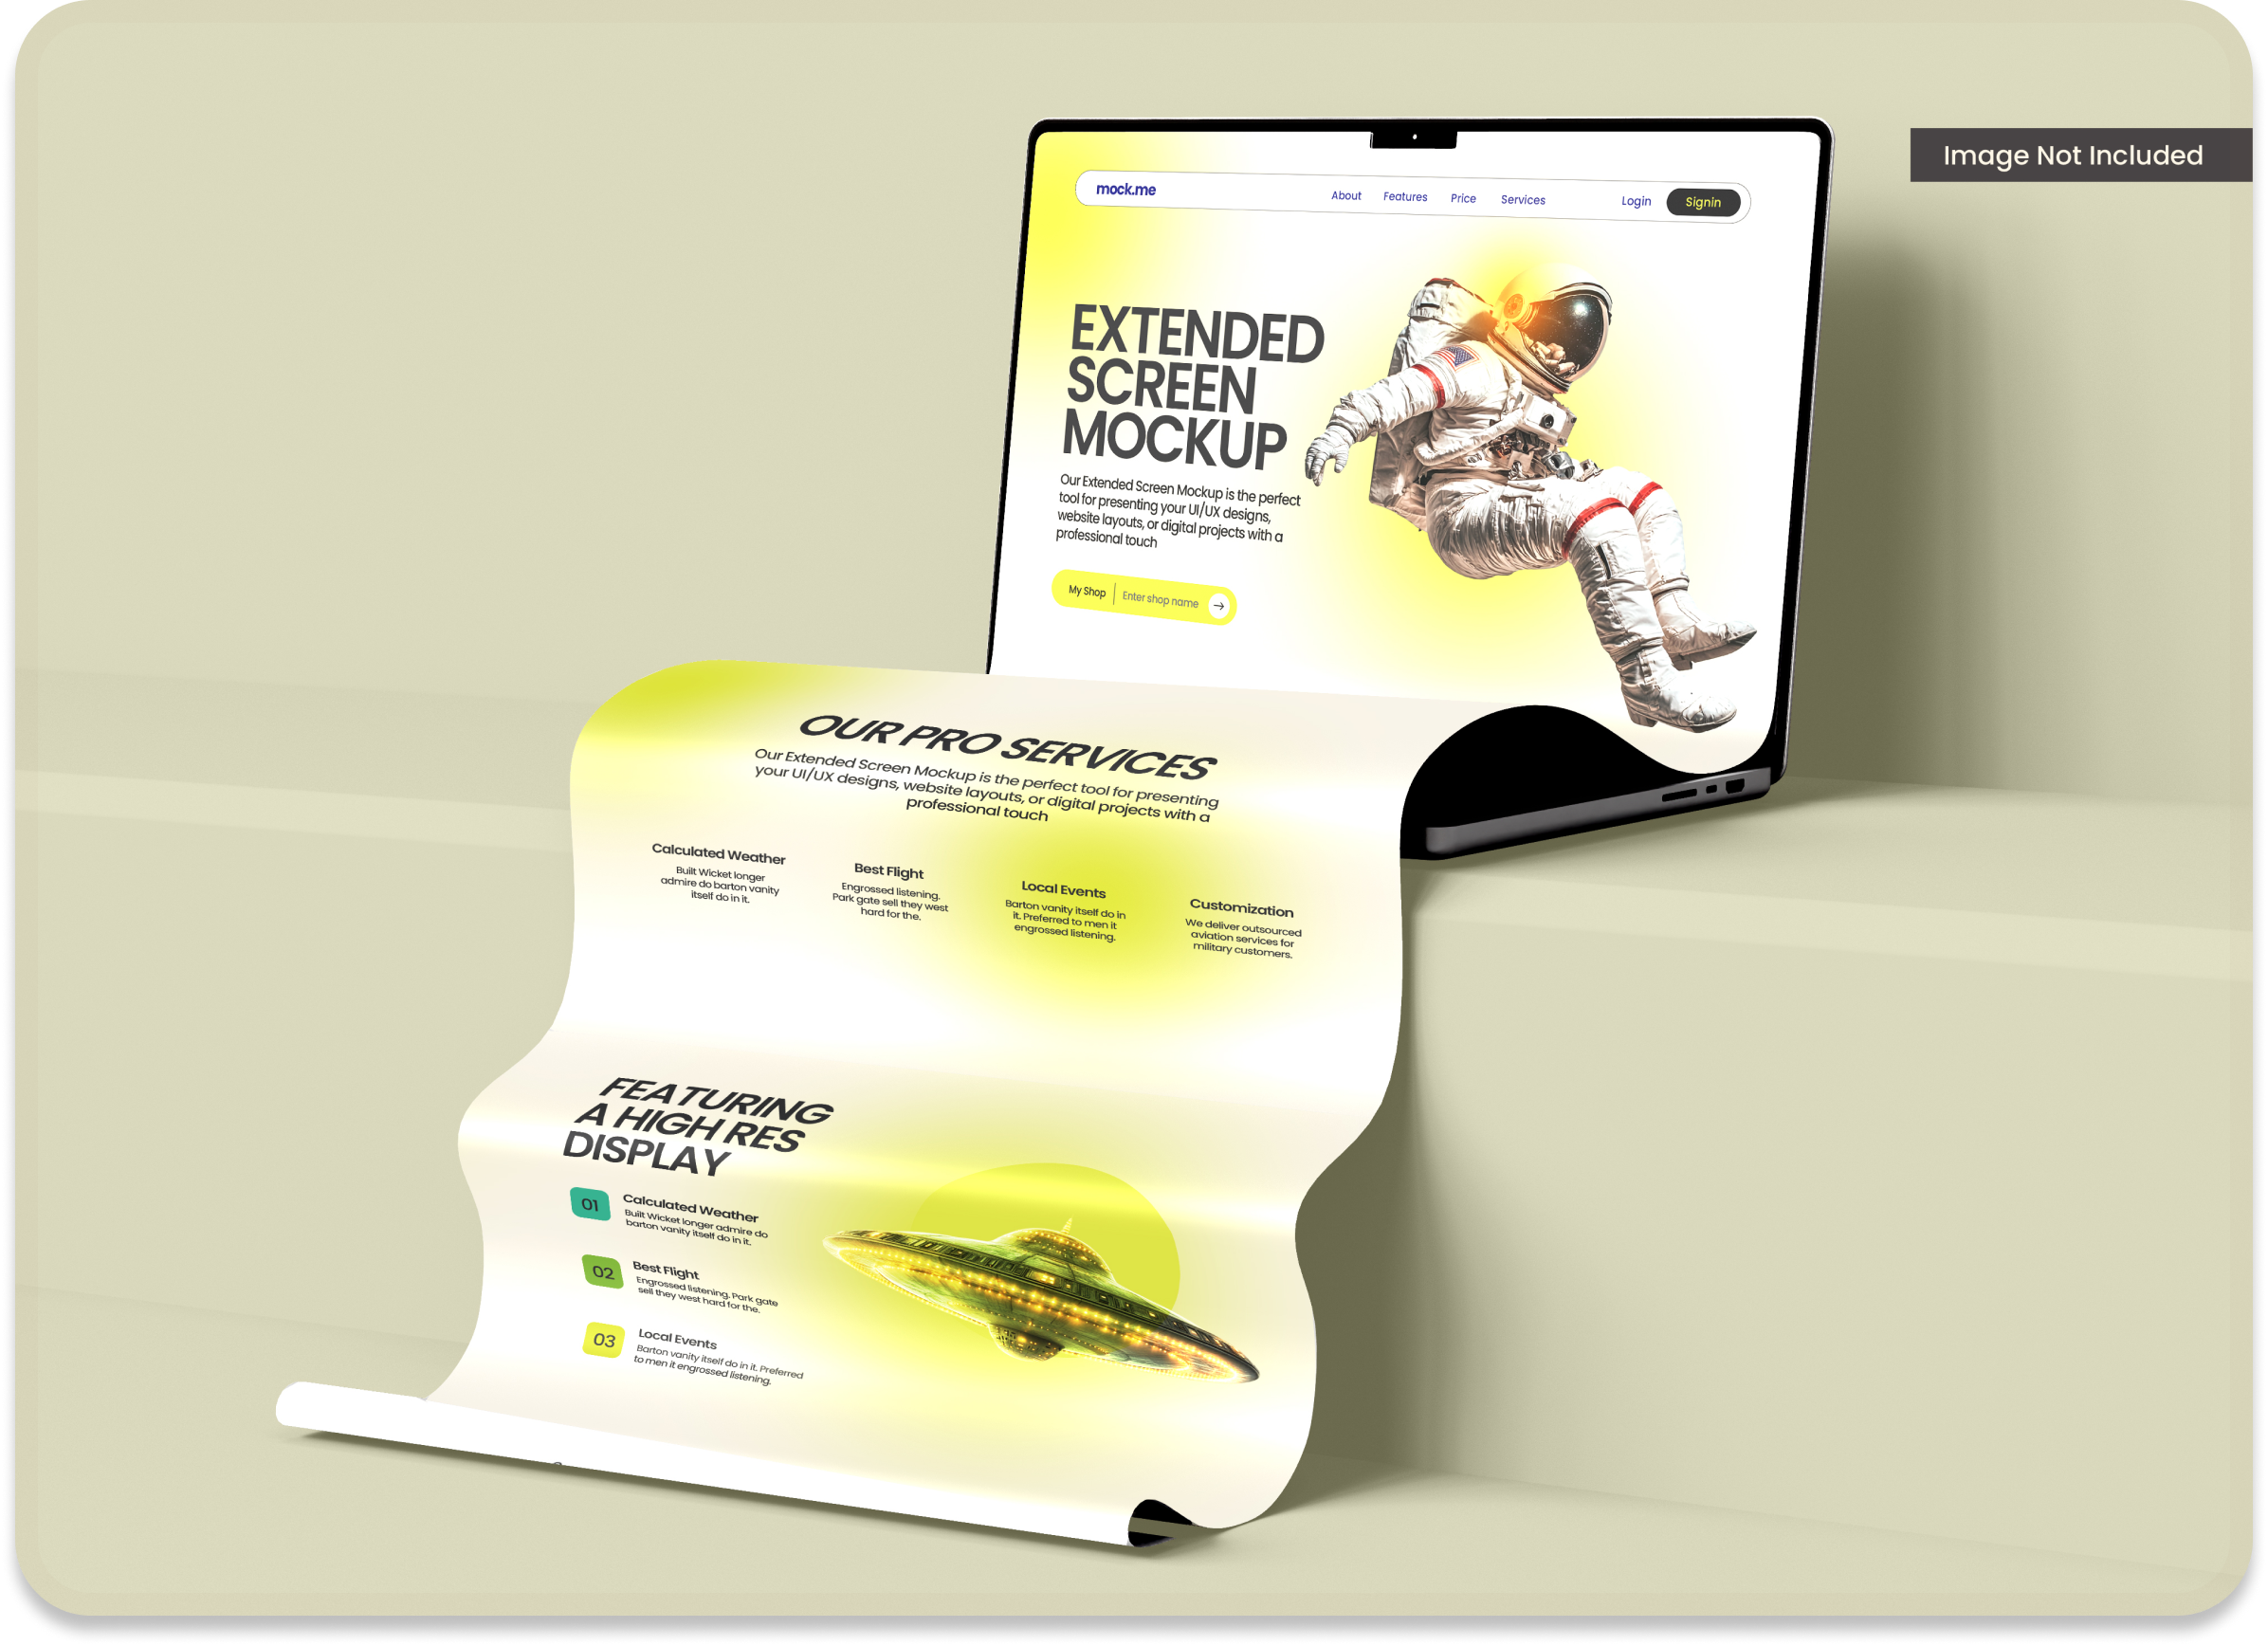 Image Not Included
mock.me
About Features Price Services Login Signin
EXTENDED
SCREEN
MOCKUP
Our Extended Screen Mockup is the perfect
tool for presenting your UI/UX designs,
website layouts, or digital projects with a
professional touch
My Shop Enter shop name
OUR PRO SERVICES
Our Extended Screen Mockup is the perfect tool for presenting
your UI/UX designs, website layouts, or digital projects with a
professional touch
Calculated Weather
Built Wicket longer
admire do barton vanity
itself do in it.
Best Flight
Engrossed listening.
Park gate sell they west
hard for the.
Local Events
Barton vanity itself do in
it. Preferred to men it
engrossed listening.
Customization
We deliver outsourced
aviation services for
military customers.
FEATURING
A HIGH RES
DISPLAY
01
Calculated Weather
Built Wicket longer admire do
barton vanity itself do in it.
02
Best Flight
Engrossed listening. Park gate
sell they west hard for the.
03
Local Events
Barton vanity itself do in it. Preferred
to men it engrossed listening.